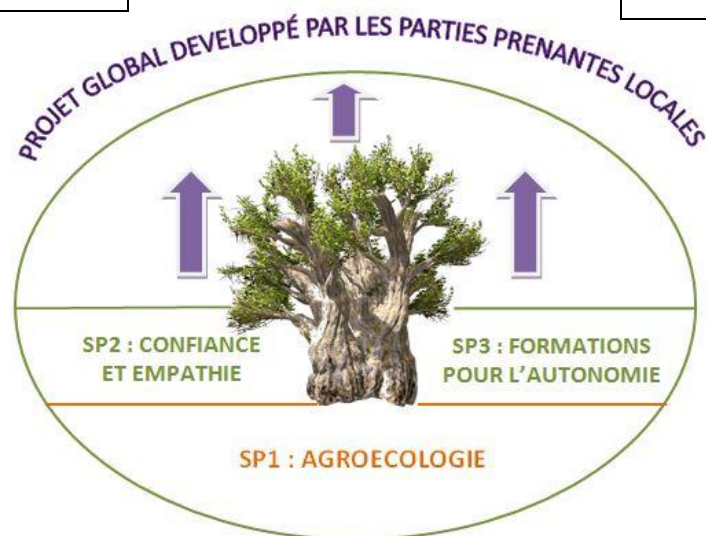 PROJET GLOBAL DEVELOPPÉ PAR LES PARTIES PRENANTES LOCALES
SP2 : CONFIANCE
ET EMPATHIE
SP3 : FORMATIONS
POUR L’AUTONOMIE
SP1 : AGROECOLOGIE